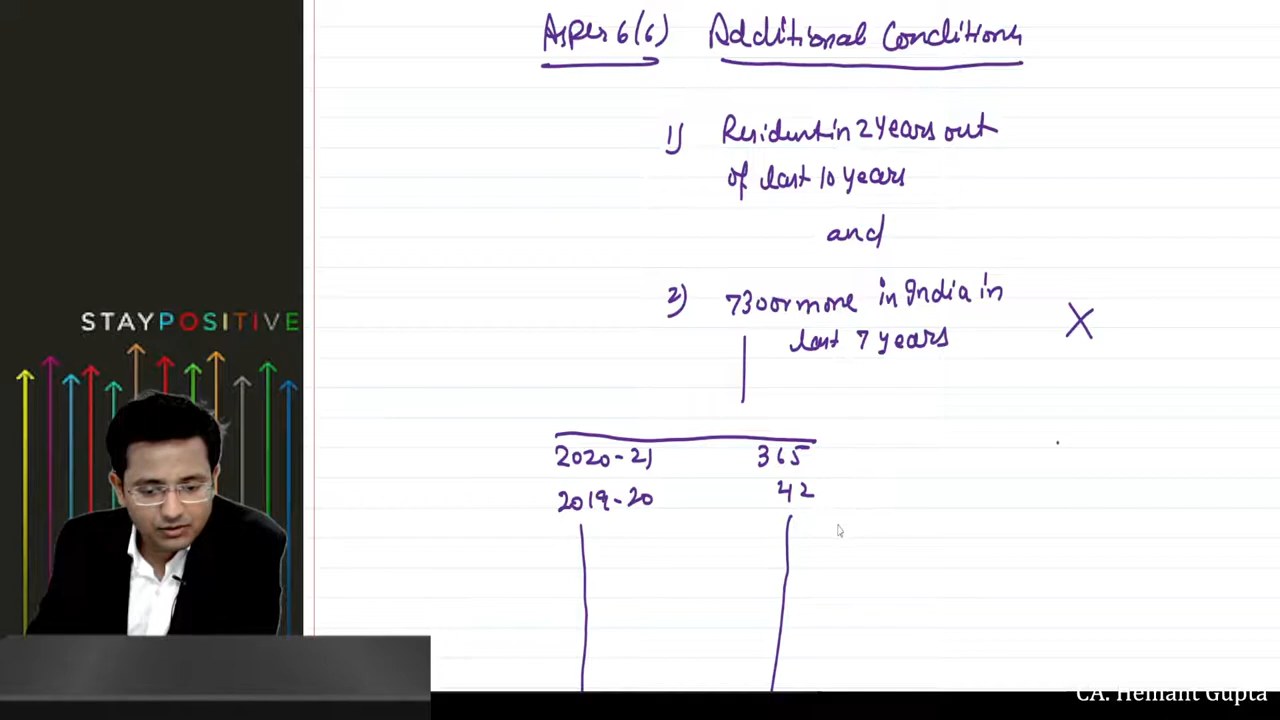 As per 6(6) Additional Conditions
1) Resident in 2 Years out
of last 10 years
and
2) 730 or more in India in
last 7 years
X
STAYPOSITIVE
2020-21 365
2019-20 42
CA. Hemant Gupta